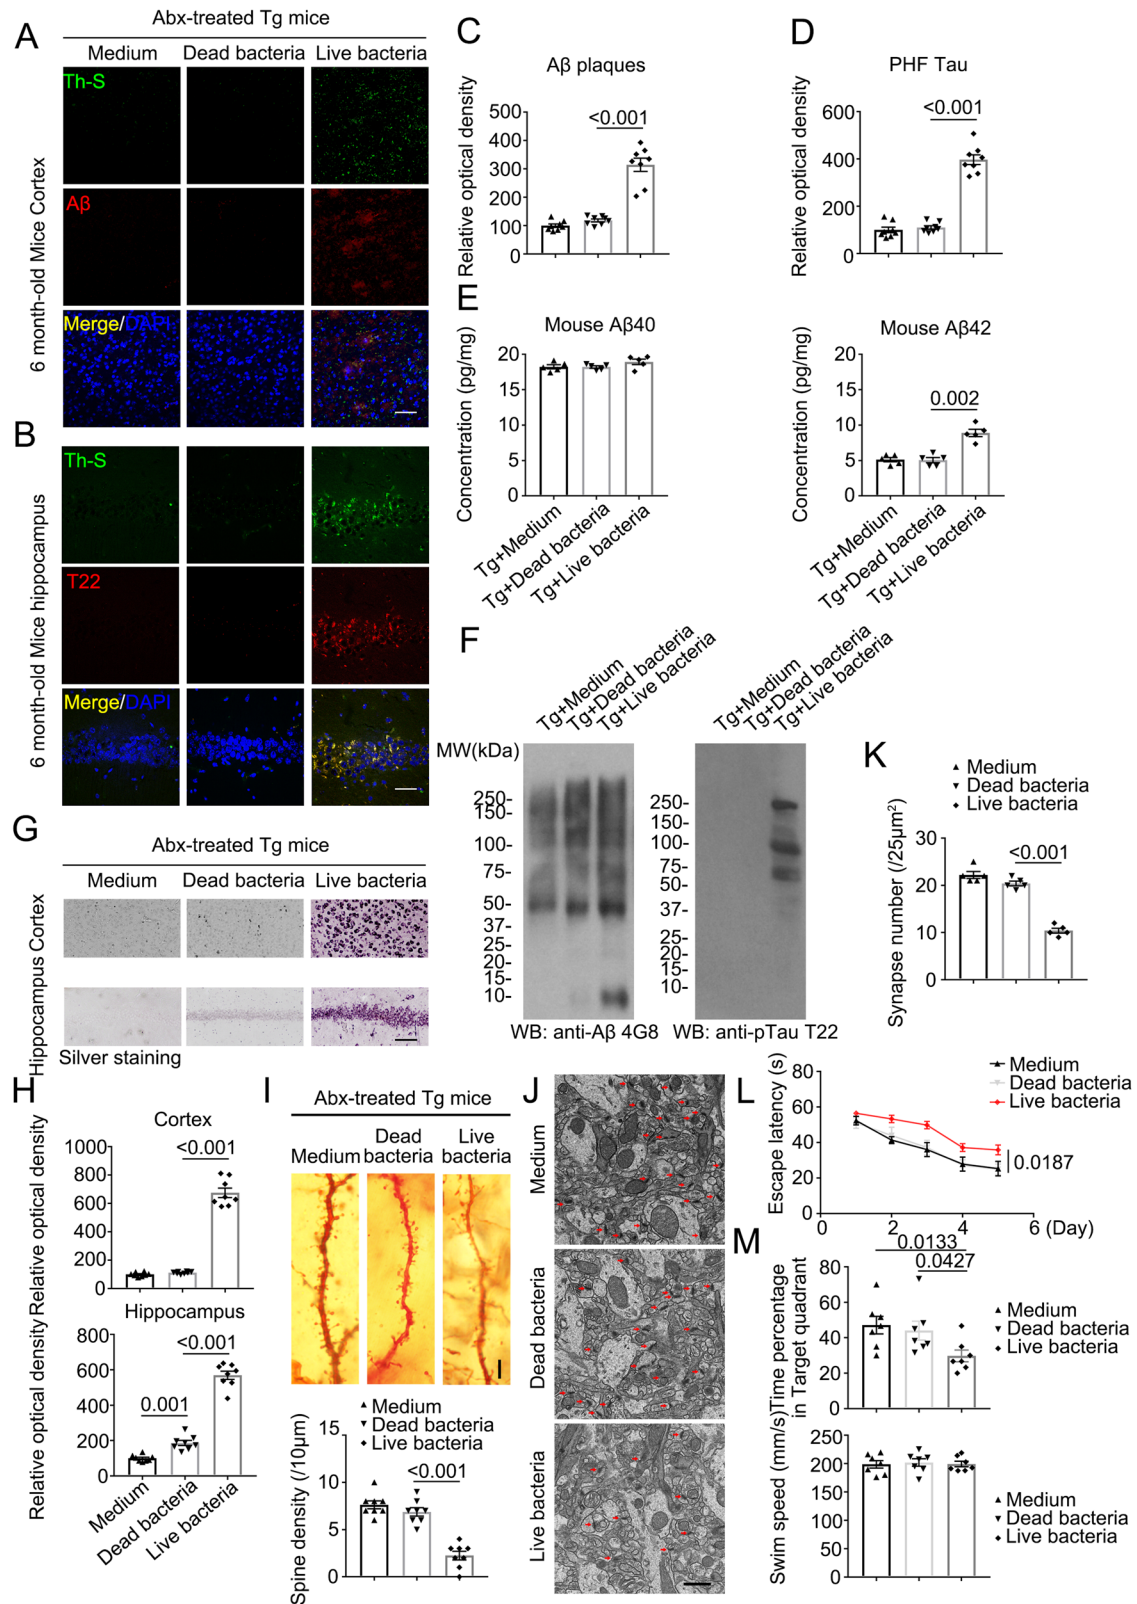 A
Abx-treated Tg mice
Medium Dead bacteria Live bacteria
6 month-old Mice Cortex
Th-S
Aβ
Merge/DAPI
B
6 month-old Mice hippocampus
Th-S
T22
Merge/DAPI
C
Aβ plaques
Relative optical density
500
400
300
200
100
0
<0.001
D
PHF Tau
Relative optical density
600
400
200
0
<0.001
E
Mouse Aβ40
Concentration (pg/mg)
20
15
10
5
0
Tg+Medium
Tg+Dead bacteria
Tg+Live bacteria
Mouse Aβ42
Concentration (pg/mg)
20
15
10
5
0
0.002
Tg+Medium
Tg+Dead bacteria
Tg+Live bacteria
F
Tg+Medium
Tg+Dead bacteria
Tg+Live bacteria
MW(kDa)
250-
150-
100-
75-
50-
37-
25-
20-
15-
10-
WB: anti-Aβ 4G8
Tg+Medium
Tg+Dead bacteria
Tg+Live bacteria
250-
150-
100-
75-
50-
37-
25-
20-
15-
10-
WB: anti-pTau T22
G
Abx-treated Tg mice
Medium Dead bacteria Live bacteria
Cortex
Hippocampus
Silver staining
H
Cortex
Relative optical density
1000
800
600
400
200
0
<0.001
Hippocampus
Relative optical density
800
600
400
200
0
0.001
<0.001
Medium
Dead bacteria
Live bacteria
I
Abx-treated Tg mice
Medium
Dead bacteria
Live bacteria
Medium
Dead bacteria
Live bacteria
Spine density (/10μm)
15
10
5
0
<0.001
J
Medium
Dead bacteria
Live bacteria
K
Medium
Dead bacteria
Live bacteria
Synapse number (/25μm²)
30
20
10
0
<0.001
L
Escape latency (s)
80
60
40
20
0
0 2 4 6 (Day)
Medium
Dead bacteria
Live bacteria
0.0187
M
Time percentage
in Target quadrant
80
60
40
20
0
0.0133
0.0427
Medium
Dead bacteria
Live bacteria
Swim speed (mm/s)
250
200
150
100
50
0
Medium
Dead bacteria
Live bacteria